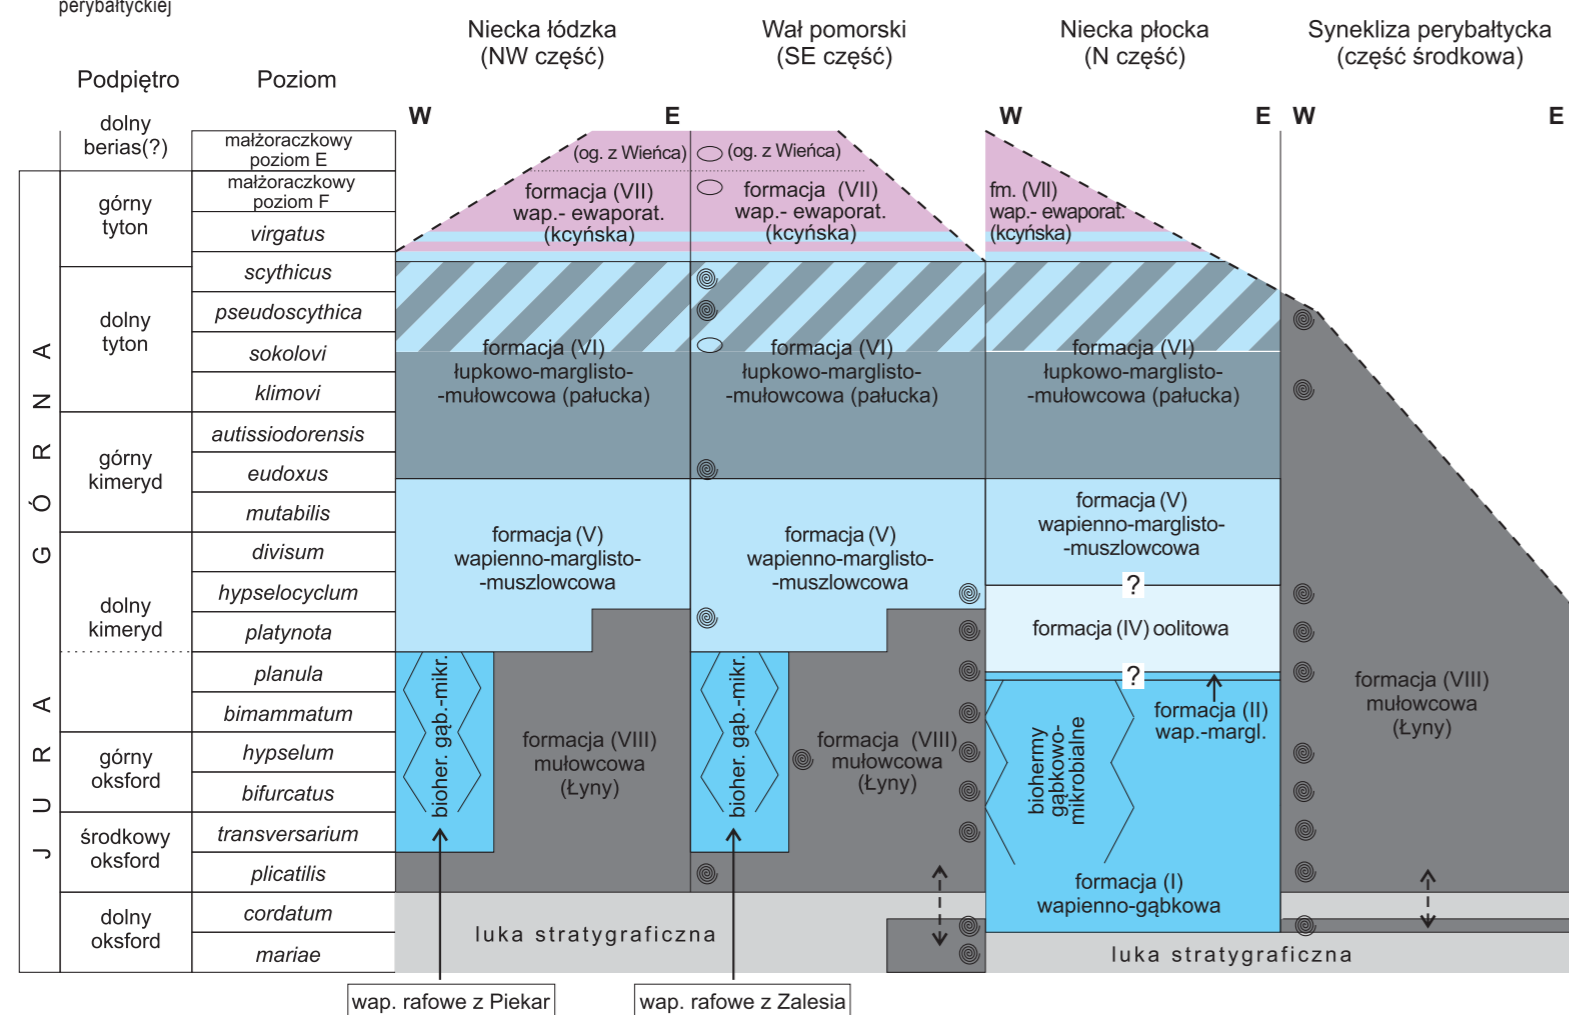 perybałtyckiej
Niecka łódzka
(NW część)
Wał pomorski
(SE część)
Niecka płocka
(N część)
Synekliza perybałtycka
(część środkowa)
Podpiętro
Poziom
W
E
W
E
W
E
JURA GÓRNA
dolny
berias(?)
górny
tyton
dolny
tyton
górny
kimeryd
dolny
kimeryd
górny
oksford
środkowy
oksford
dolny
oksford
małżoraczkowy
poziom E
małżoraczkowy
poziom F
virgatus
scythicus
pseudoscythica
sokolovi
klimovi
autissiodorensis
eudoxus
mutabilis
divisum
hypselocyclum
platynota
planula
bimammatum
hypselum
bifurcatus
transversarium
plicatilis
cordatum
mariae
(og. z Wieńca)
formacja (VII)
wap.- ewaporat.
(kcyńska)
formacja (VI)
łupkowo-marglisto-
-mułowcowa (pałucka)
formacja (V)
wapienno-marglisto-
-muszlowcowa
bioher. gąb.-mikr.
formacja (VIII)
mułowcowa
(Łyny)
(og. z Wieńca)
formacja (VII)
wap.- ewaporat.
(kcyńska)
formacja (VI)
łupkowo-marglisto-
-mułowcowa (pałucka)
formacja (V)
wapienno-marglisto-
-muszlowcowa
bioher. gąb.-mikr.
formacja (VIII)
mułowcowa
(Łyny)
luka stratygraficzna
fm. (VII)
wap.- ewaporat.
(kcyńska)
formacja (VI)
łupkowo-marglisto-
-mułowcowa (pałucka)
formacja (V)
wapienno-marglisto-
-muszlowcowa
?
formacja (IV) oolitowa
?
formacja (II)
wap.-margl.
biohermy
gąbkowo-
mikrobialne
formacja (I)
wapienno-gąbkowa
formacja (VIII)
mułowcowa
(Łyny)
luka stratygraficzna
wap. rafowe z Piekar
wap. rafowe z Zalesia